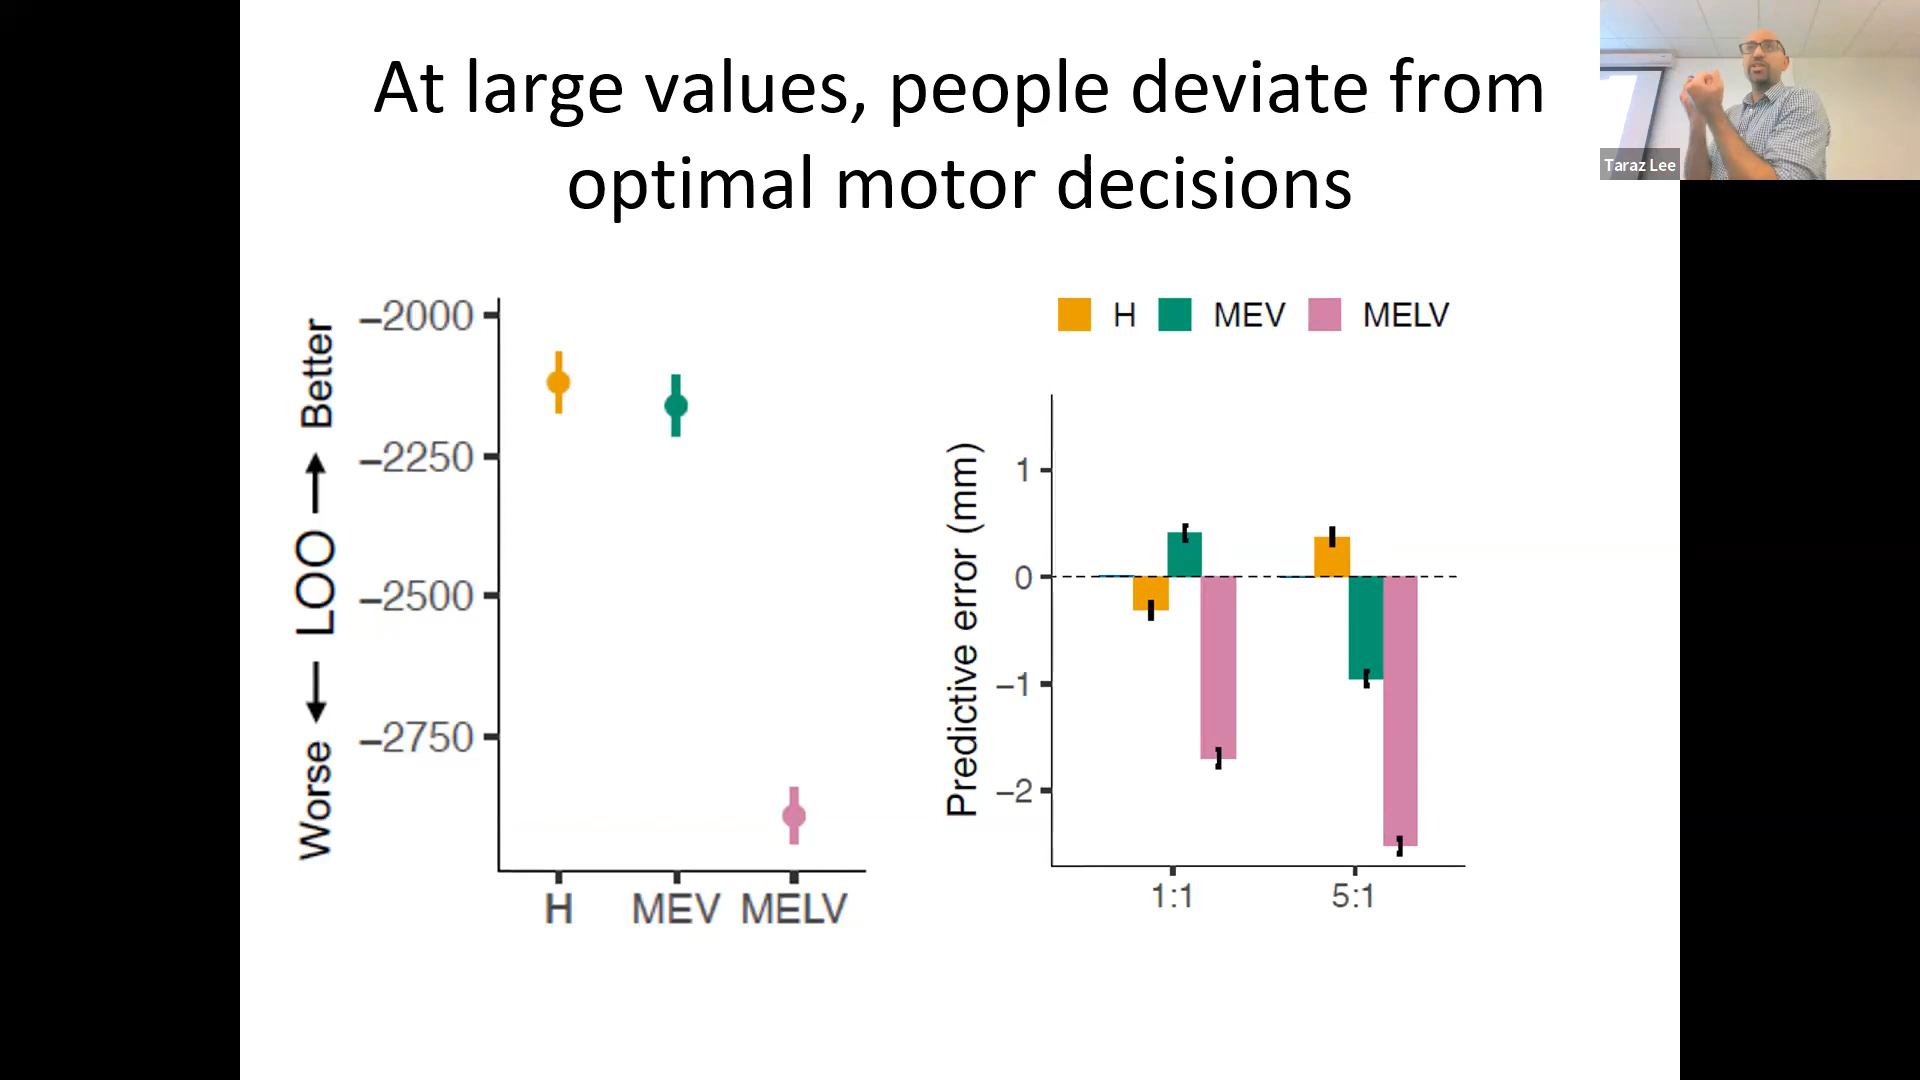 At large values, people deviate from
optimal motor decisions
Taraz Lee
Worse ← LOO → Better
−2000
−2250
−2500
−2750
H MEV MELV
H MEV MELV
Predictive error (mm)
1
0
−1
−2
1:1 5:1